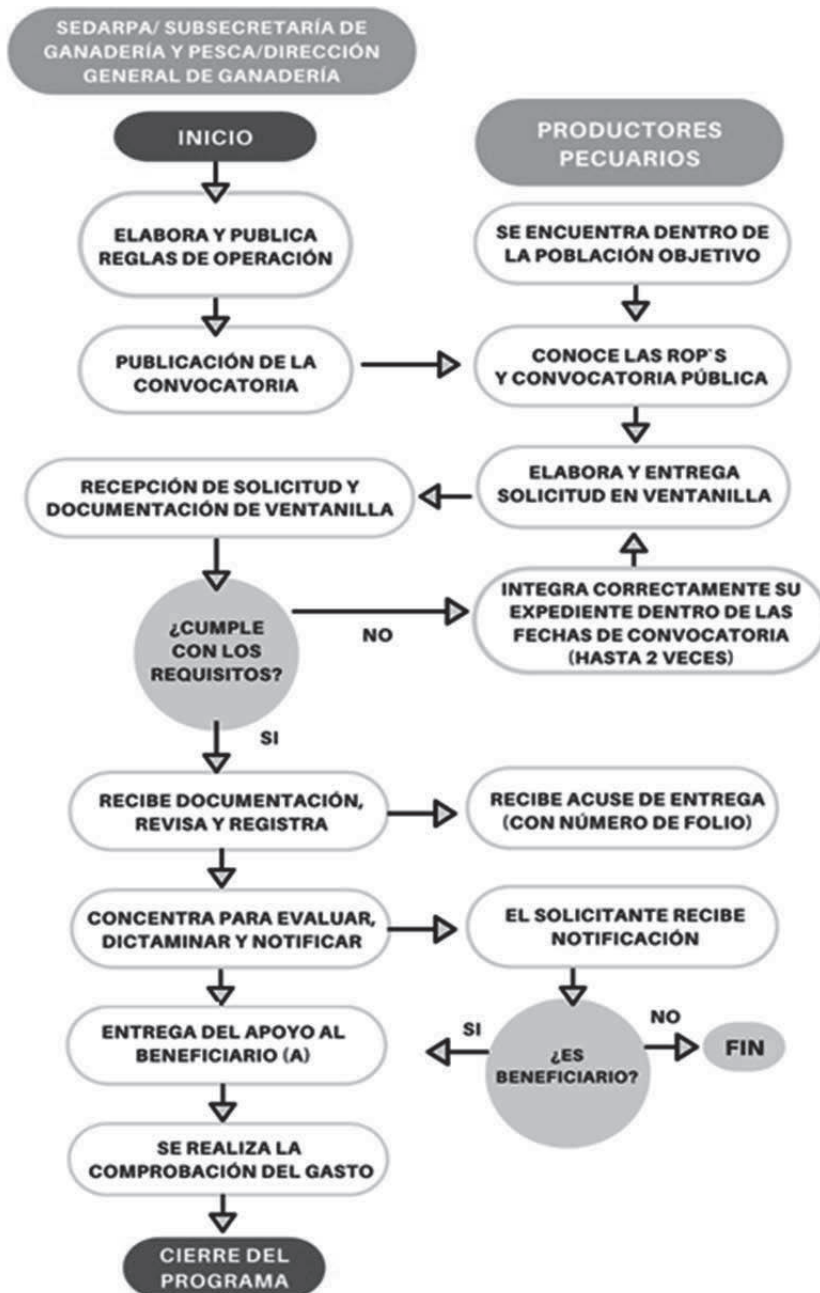 SEDARPA/ SUBSECRETARÍA DE
GANADERÍA Y PESCA/DIRECCIÓN
GENERAL DE GANADERÍA
INICIO
PRODUCTORES
PECUARIOS
ELABORA Y PUBLICA
REGLAS DE OPERACIÓN
SE ENCUENTRA DENTRO DE
LA POBLACIÓN OBJETIVO
PUBLICACIÓN DE LA
CONVOCATORIA
CONOCE LAS ROP`S
Y CONVOCATORIA PÚBLICA
RECEPCIÓN DE SOLICITUD Y
DOCUMENTACIÓN DE VENTANILLA
ELABORA Y ENTREGA
SOLICITUD EN VENTANILLA
¿CUMPLE
CON LOS
REQUISITOS?
NO
INTEGRA CORRECTAMENTE SU
EXPEDIENTE DENTRO DE LAS
FECHAS DE CONVOCATORIA
(HASTA 2 VECES)
SI
RECIBE DOCUMENTACIÓN,
REVISA Y REGISTRA
RECIBE ACUSE DE ENTREGA
(CON NÚMERO DE FOLIO)
CONCENTRA PARA EVALUAR,
DICTAMINAR Y NOTIFICAR
EL SOLICITANTE RECIBE
NOTIFICACIÓN
ENTREGA DEL APOYO AL
BENEFICIARIO (A)
SI
¿ES
BENEFICIARIO?
NO
FIN
SE REALIZA LA
COMPROBACIÓN DEL GASTO
CIERRE DEL
PROGRAMA